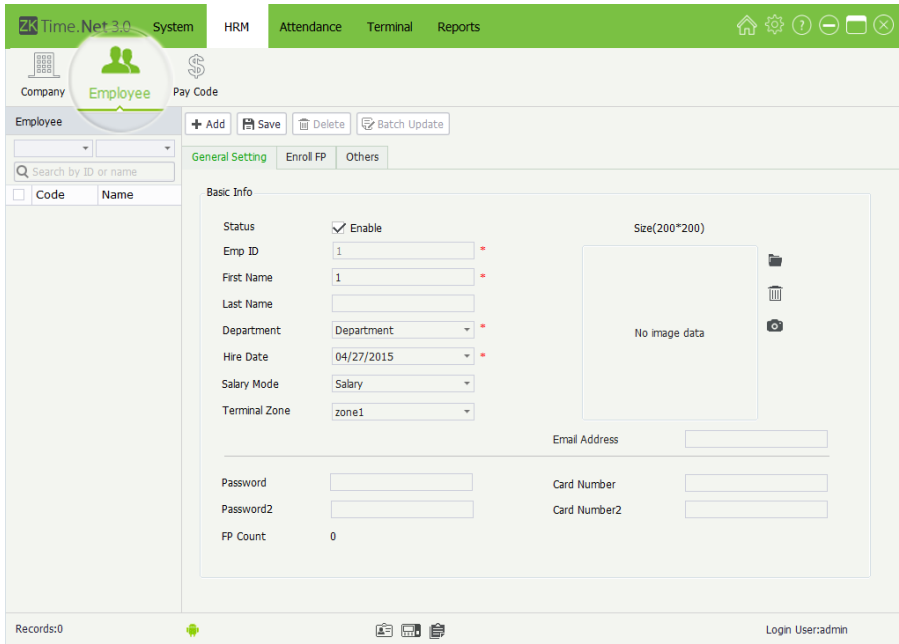 ZK Time.Net 3.0 System HRM Attendance Terminal Reports
Company Employee Pay Code
Employee
+ Add Save Delete Batch Update
General Setting Enroll FP Others
Search by ID or name
Code Name
Basic Info
Status Enable Size(200*200)
Emp ID 1 *
First Name 1 *
Last Name
Department Department * No image data
Hire Date 04/27/2015 *
Salary Mode Salary
Terminal Zone zone1
Email Address
Password Card Number
Password2 Card Number2
FP Count 0
Records:0 Login User:admin